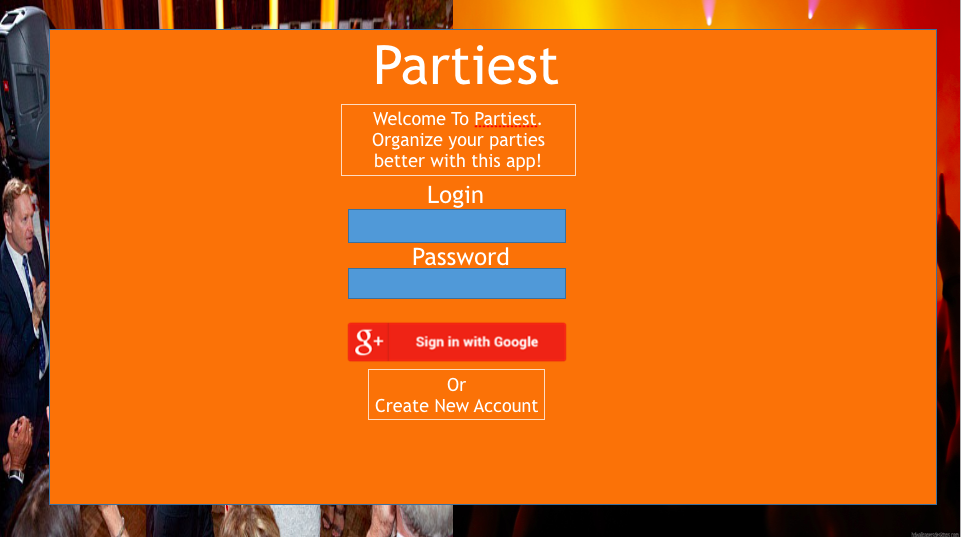 Partiest
Welcome To Partiest.
Organize your parties
better with this app!
Login
Password
g+ Sign in with Google
Or
Create New Account